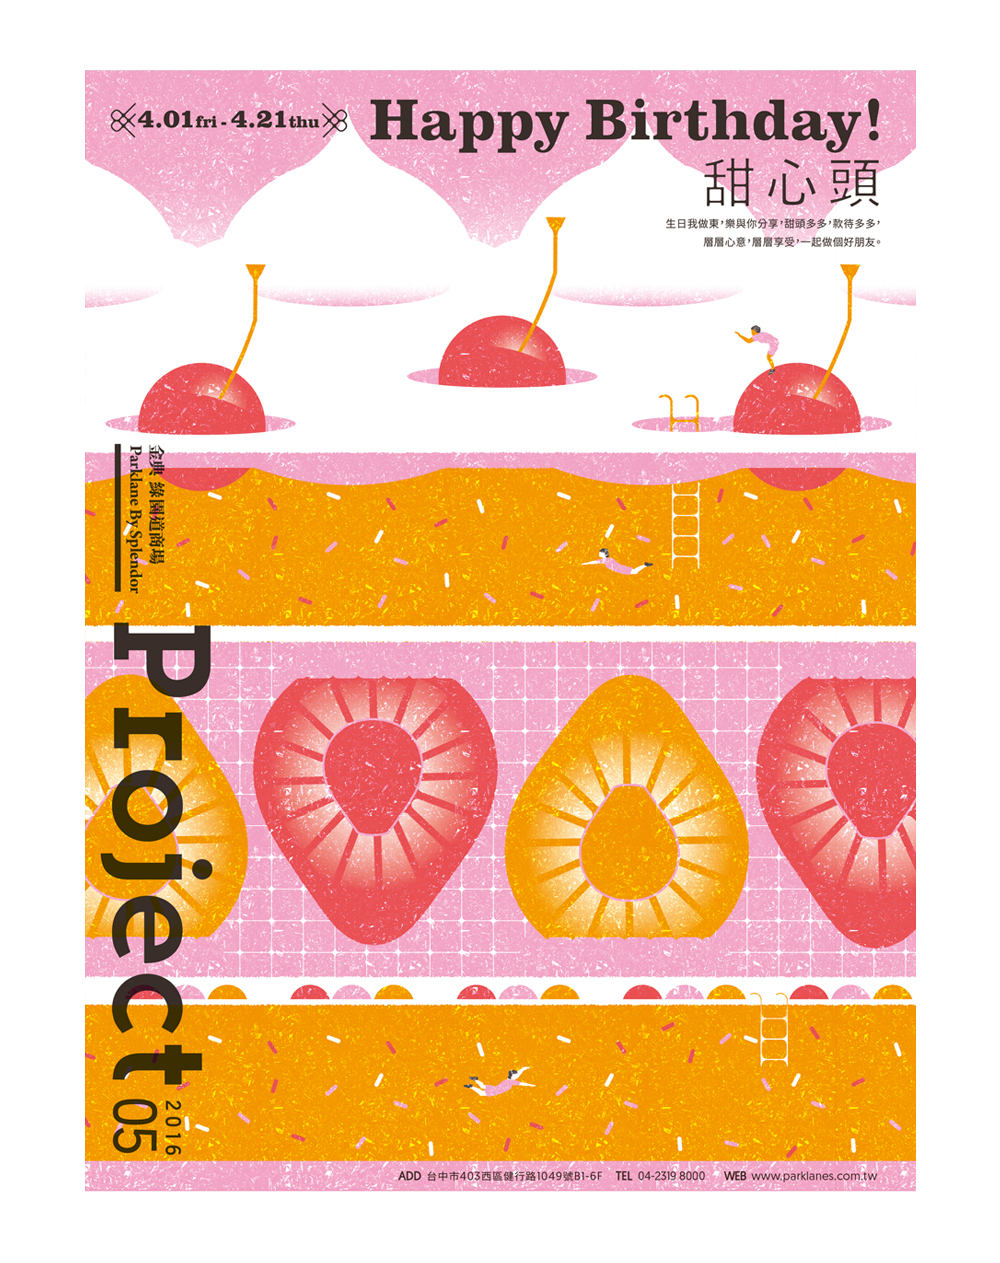 4.01fri - 4.21thu
Happy Birthday!
甜心頭
生日我做東，樂與你分享，甜頭多多，款待多多，
層層心意，層層享受，一起做個好朋友。
金典 綠園道商場
Parklane By Splendor
Project 05
2016
ADD 台中市403西區健行路1049號B1-6F TEL 04-2319 8000 WEB www.parklanes.com.tw